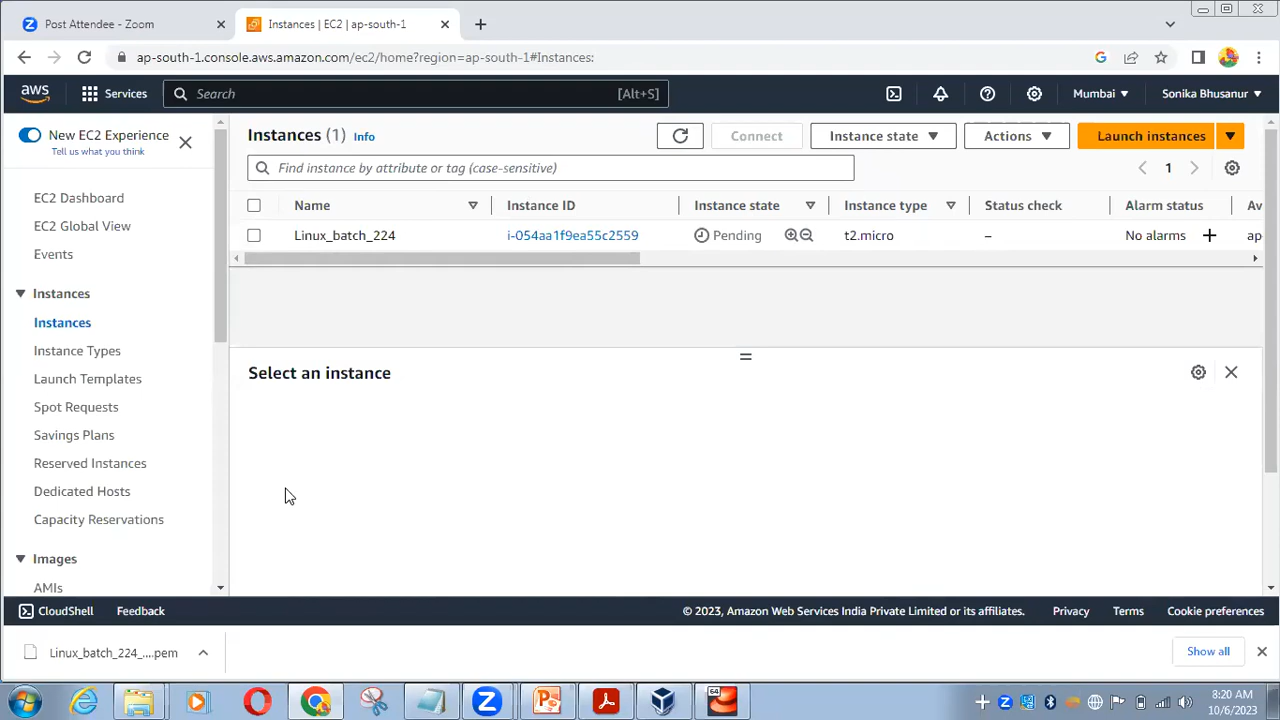 Post Attendee - Zoom
Instances | EC2 | ap-south-1
ap-south-1.console.aws.amazon.com/ec2/home?region=ap-south-1#Instances:
aws
Services
Search
[Alt+S]
Mumbai
Sonika Bhusanur
New EC2 Experience
Tell us what you think
EC2 Dashboard
EC2 Global View
Events
Instances
Instances
Instance Types
Launch Templates
Spot Requests
Savings Plans
Reserved Instances
Dedicated Hosts
Capacity Reservations
Images
AMIs
Instances (1) Info
Connect
Instance state
Actions
Launch instances
Find instance by attribute or tag (case-sensitive)
1
Name Instance ID Instance state Instance type Status check Alarm status Av
Linux_batch_224 i-054aa1f9ea55c2559 Pending t2.micro – No alarms + ap
Select an instance
CloudShell
Feedback
© 2023, Amazon Web Services India Private Limited or its affiliates.
Privacy
Terms
Cookie preferences
Linux_batch_224_....pem
Show all
64
8:20 AM
10/6/2023